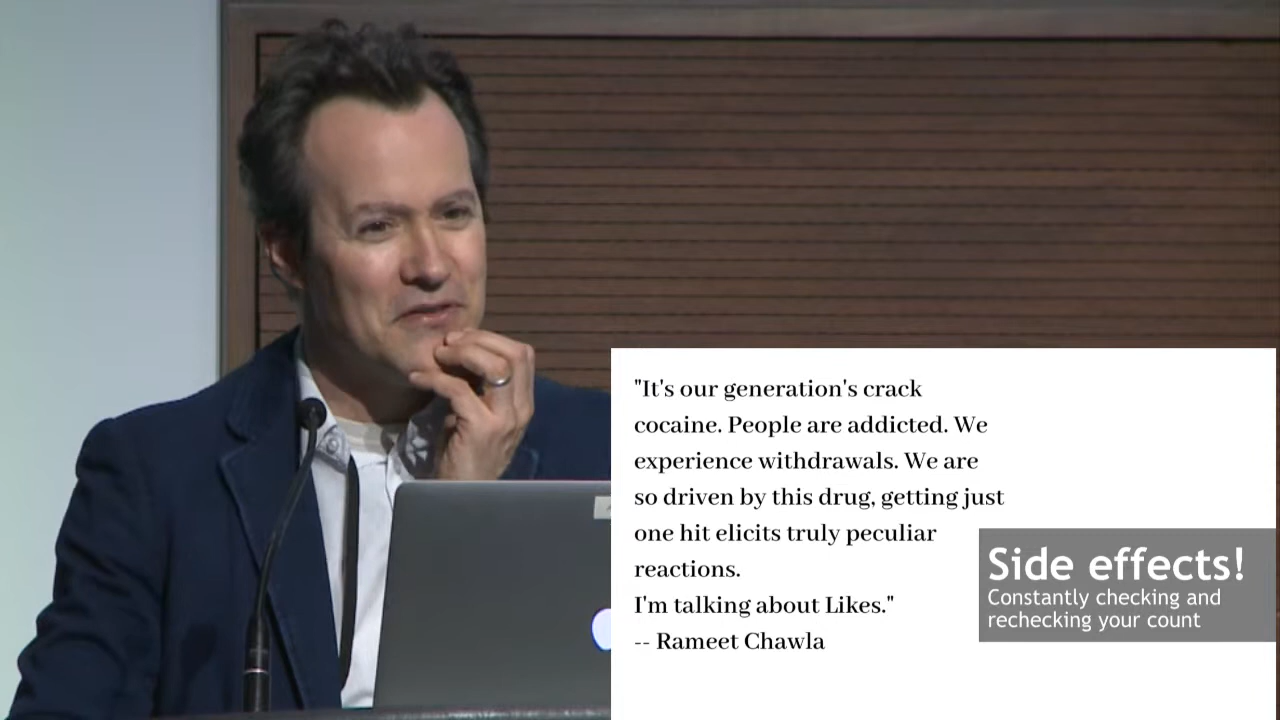 "It's our generation's crack
cocaine. People are addicted. We
experience withdrawals. We are
so driven by this drug, getting just
one hit elicits truly peculiar
reactions.
I'm talking about Likes."
-- Rameet Chawla
Side effects!
Constantly checking and
rechecking your count